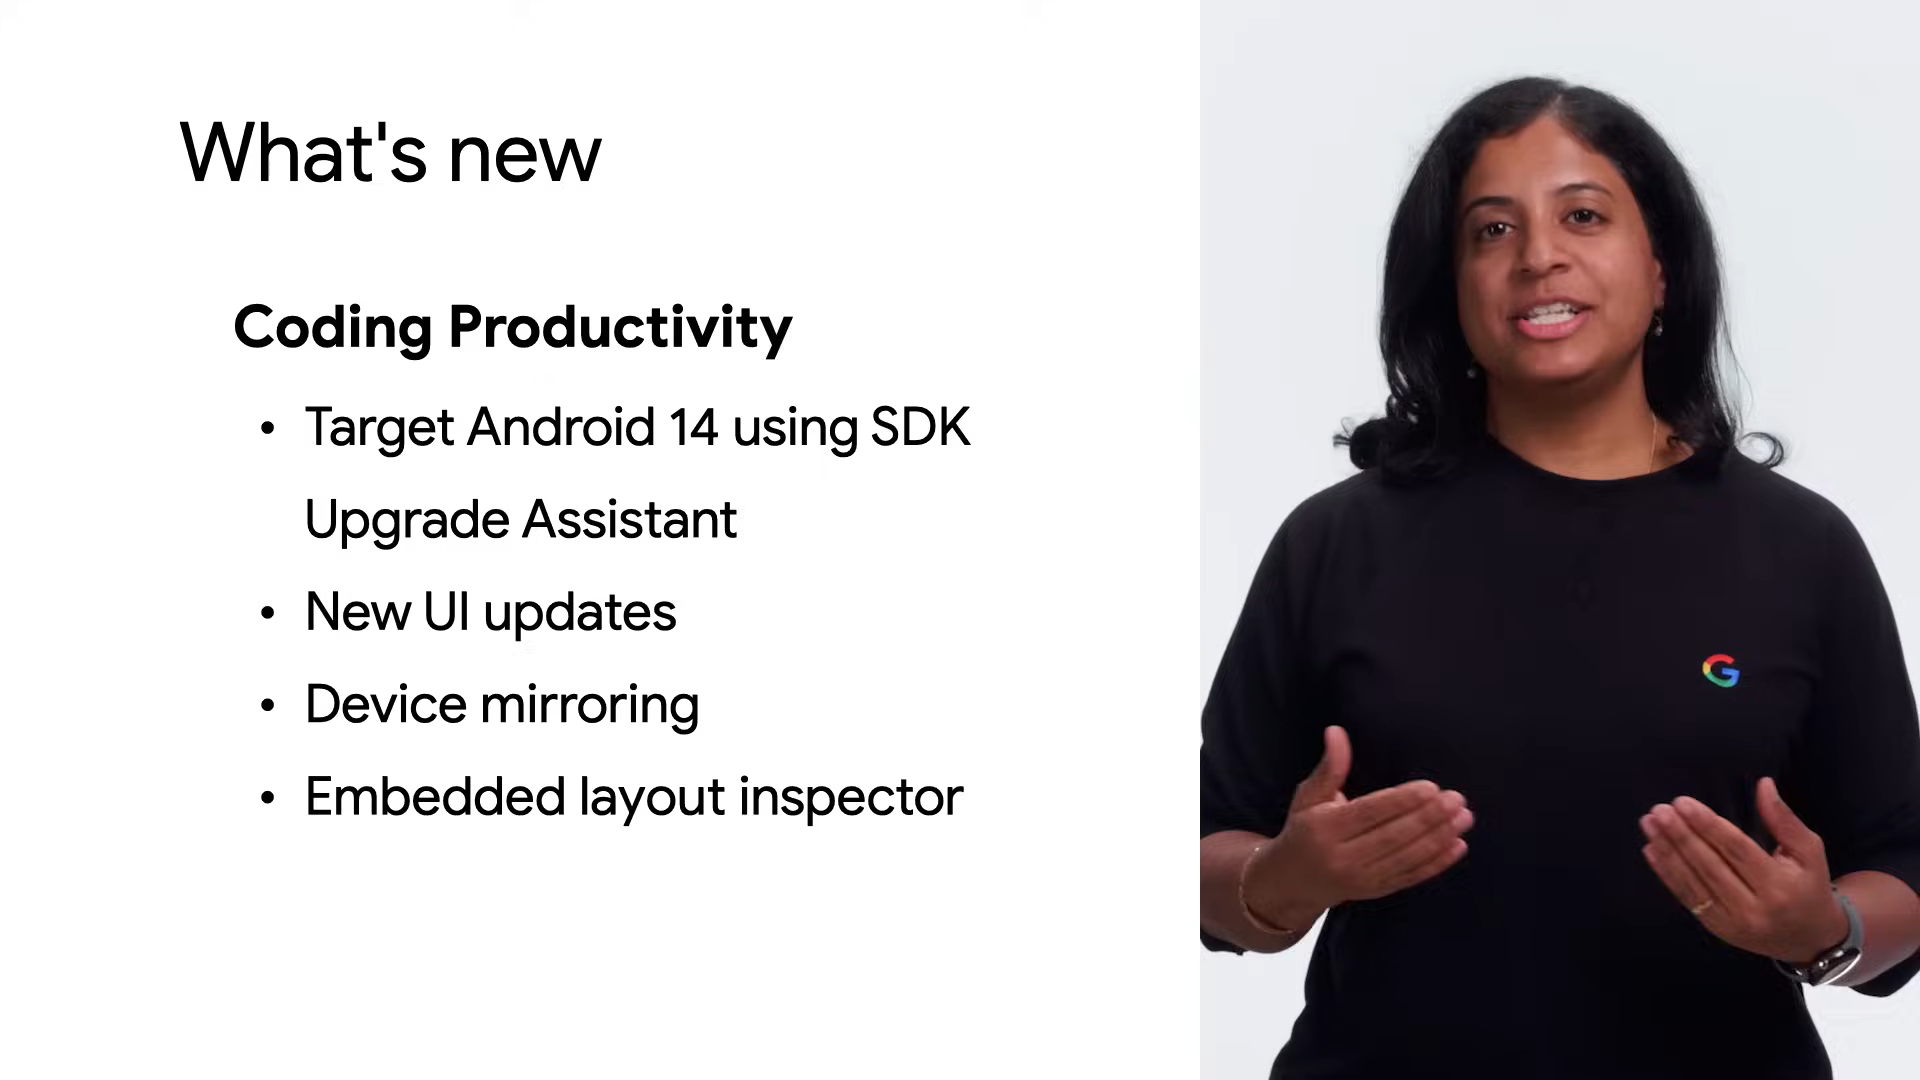 What's new
Coding Productivity
• Target Android 14 using SDK
Upgrade Assistant
• New UI updates
• Device mirroring
• Embedded layout inspector
G